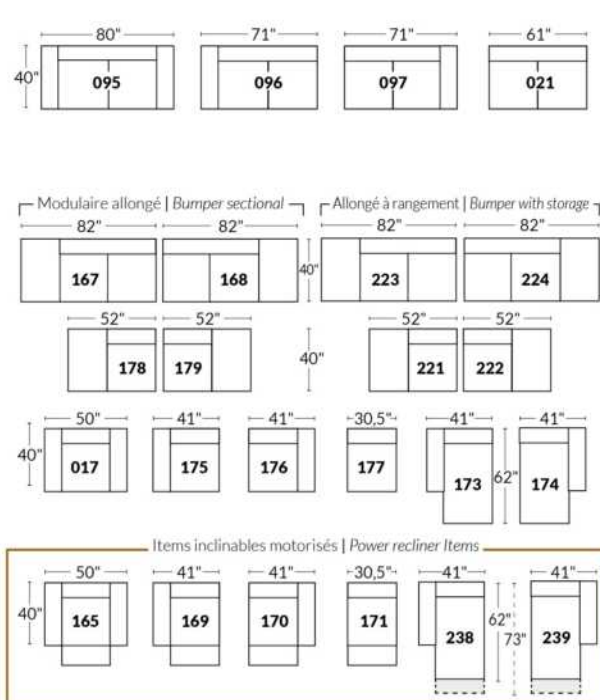 80" 71" 71" 61"
40" 095 096 097 021
Modulaire allongé | Bumper sectional Allongé à rangement | Bumper with storage
82" 82" 82" 82"
167 168 40" 223 224
52" 52" 52" 52"
178 179 40" 221 222
50" 41" 41" 30,5" 41" 41"
40" 017 175 176 177 173 62" 174
Items inclinables motorisés | Power recliner Items
50" 41" 41" 30,5" 41" 41"
40" 165 169 170 171 238 62" 73" 239